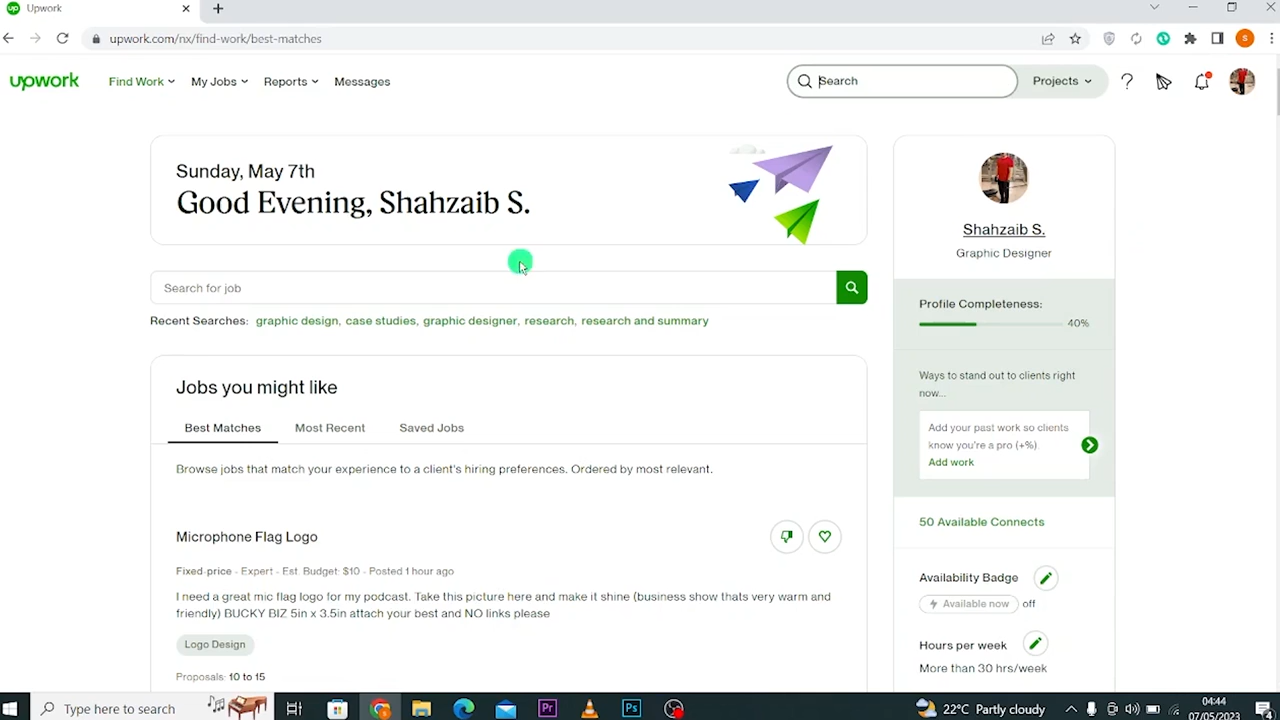 up Upwork
upwork.com/nx/find-work/best-matches
S
upwork
Find Work
My Jobs
Reports
Messages
Search
Projects
Sunday, May 7th
Good Evening, Shahzaib S.
Search for job
Recent Searches: graphic design, case studies, graphic designer, research, research and summary
Jobs you might like
Best Matches
Most Recent
Saved Jobs
Browse jobs that match your experience to a client's hiring preferences. Ordered by most relevant.
Microphone Flag Logo
Fixed-price - Expert - Est. Budget: $10 - Posted 1 hour ago
I need a great mic flag logo for my podcast. Take this picture here and make it shine (business show thats very warm and
friendly) BUCKY BIZ 5in x 3.5in attach your best and NO links please
Logo Design
Proposals: 10 to 15
Shahzaib S.
Graphic Designer
Profile Completeness:
40%
Ways to stand out to clients right
now...
Add your past work so clients
know you're a pro (+%).
Add work
50 Available Connects
Availability Badge
Available now off
Hours per week
More than 30 hrs/week
Type here to search
Pr
Ps
22°C Partly cloudy
04:44
07/05/2023